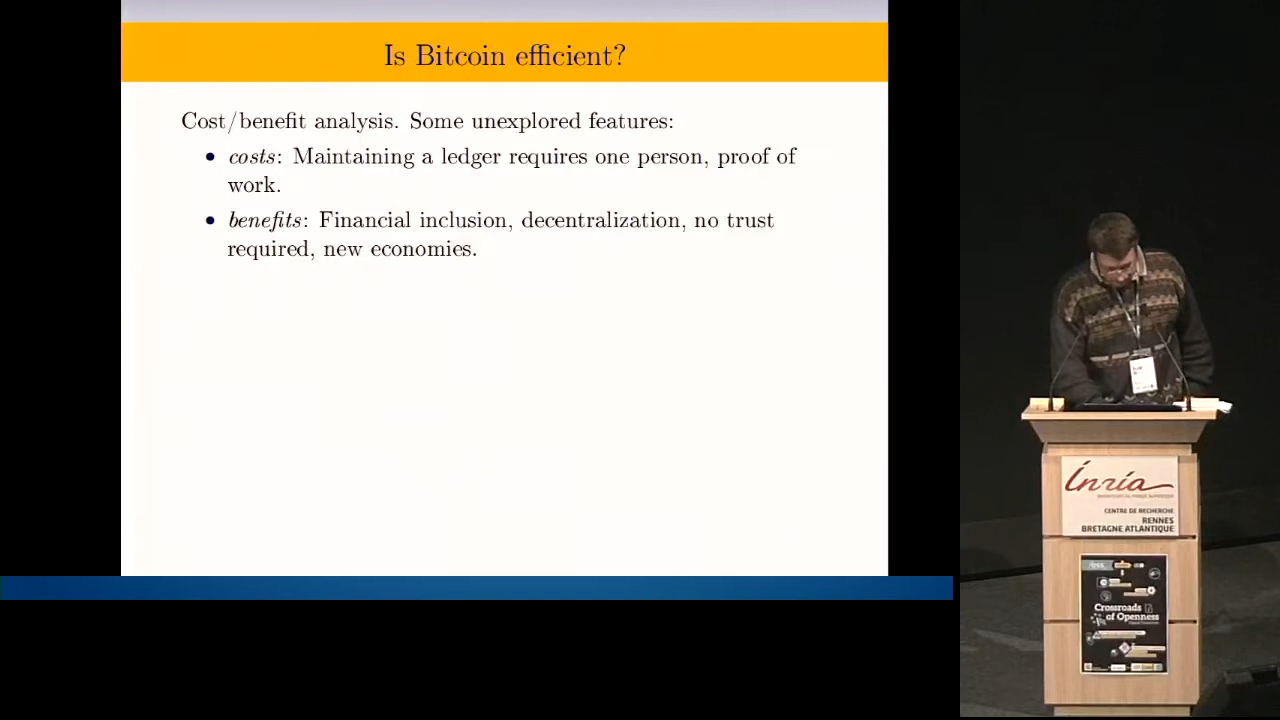 Is Bitcoin efficient?
Cost/benefit analysis. Some unexplored features:
• costs: Maintaining a ledger requires one person, proof of
work.
• benefits: Financial inclusion, decentralization, no trust
required, new economies.
Inria
CENTRE DE RECHERCHE
RENNES
BRETAGNE ATLANTIQUE
Crossroads
of Openness